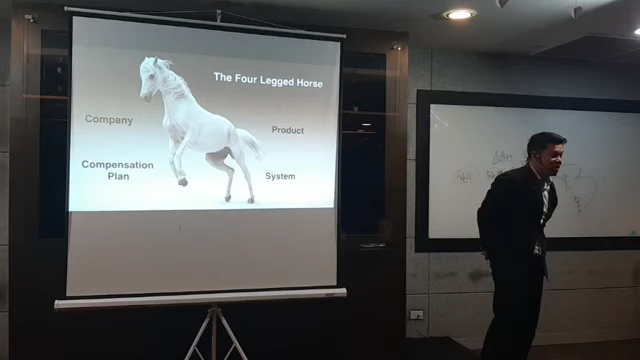 The Four Legged Horse
Company
Product
Compensation
Plan
System